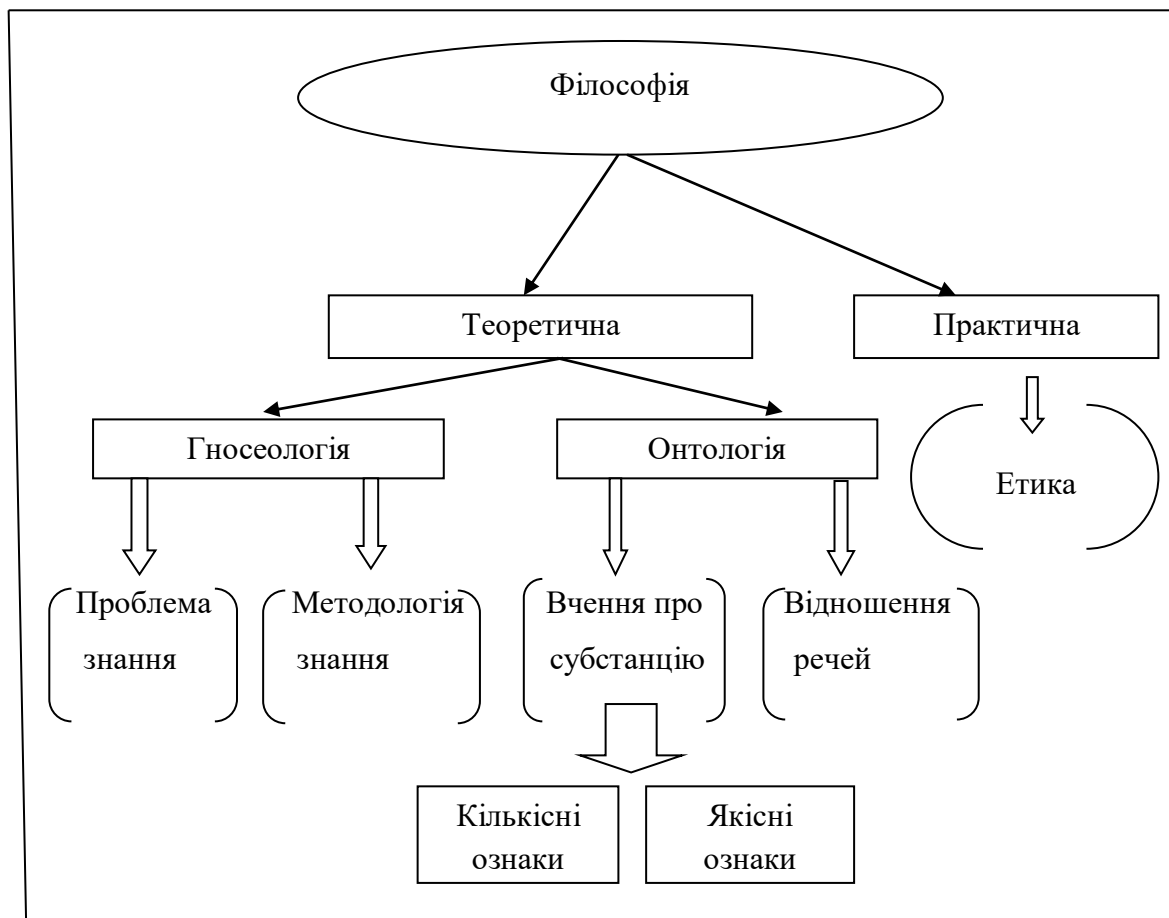 Філософія
Теоретична
Практична
Гносеологія
Онтологія
Етика
Проблема
знання
Методологія
знання
Вчення про
субстанцію
Відношення
речей
Кількісні
ознаки
Якісні
ознаки